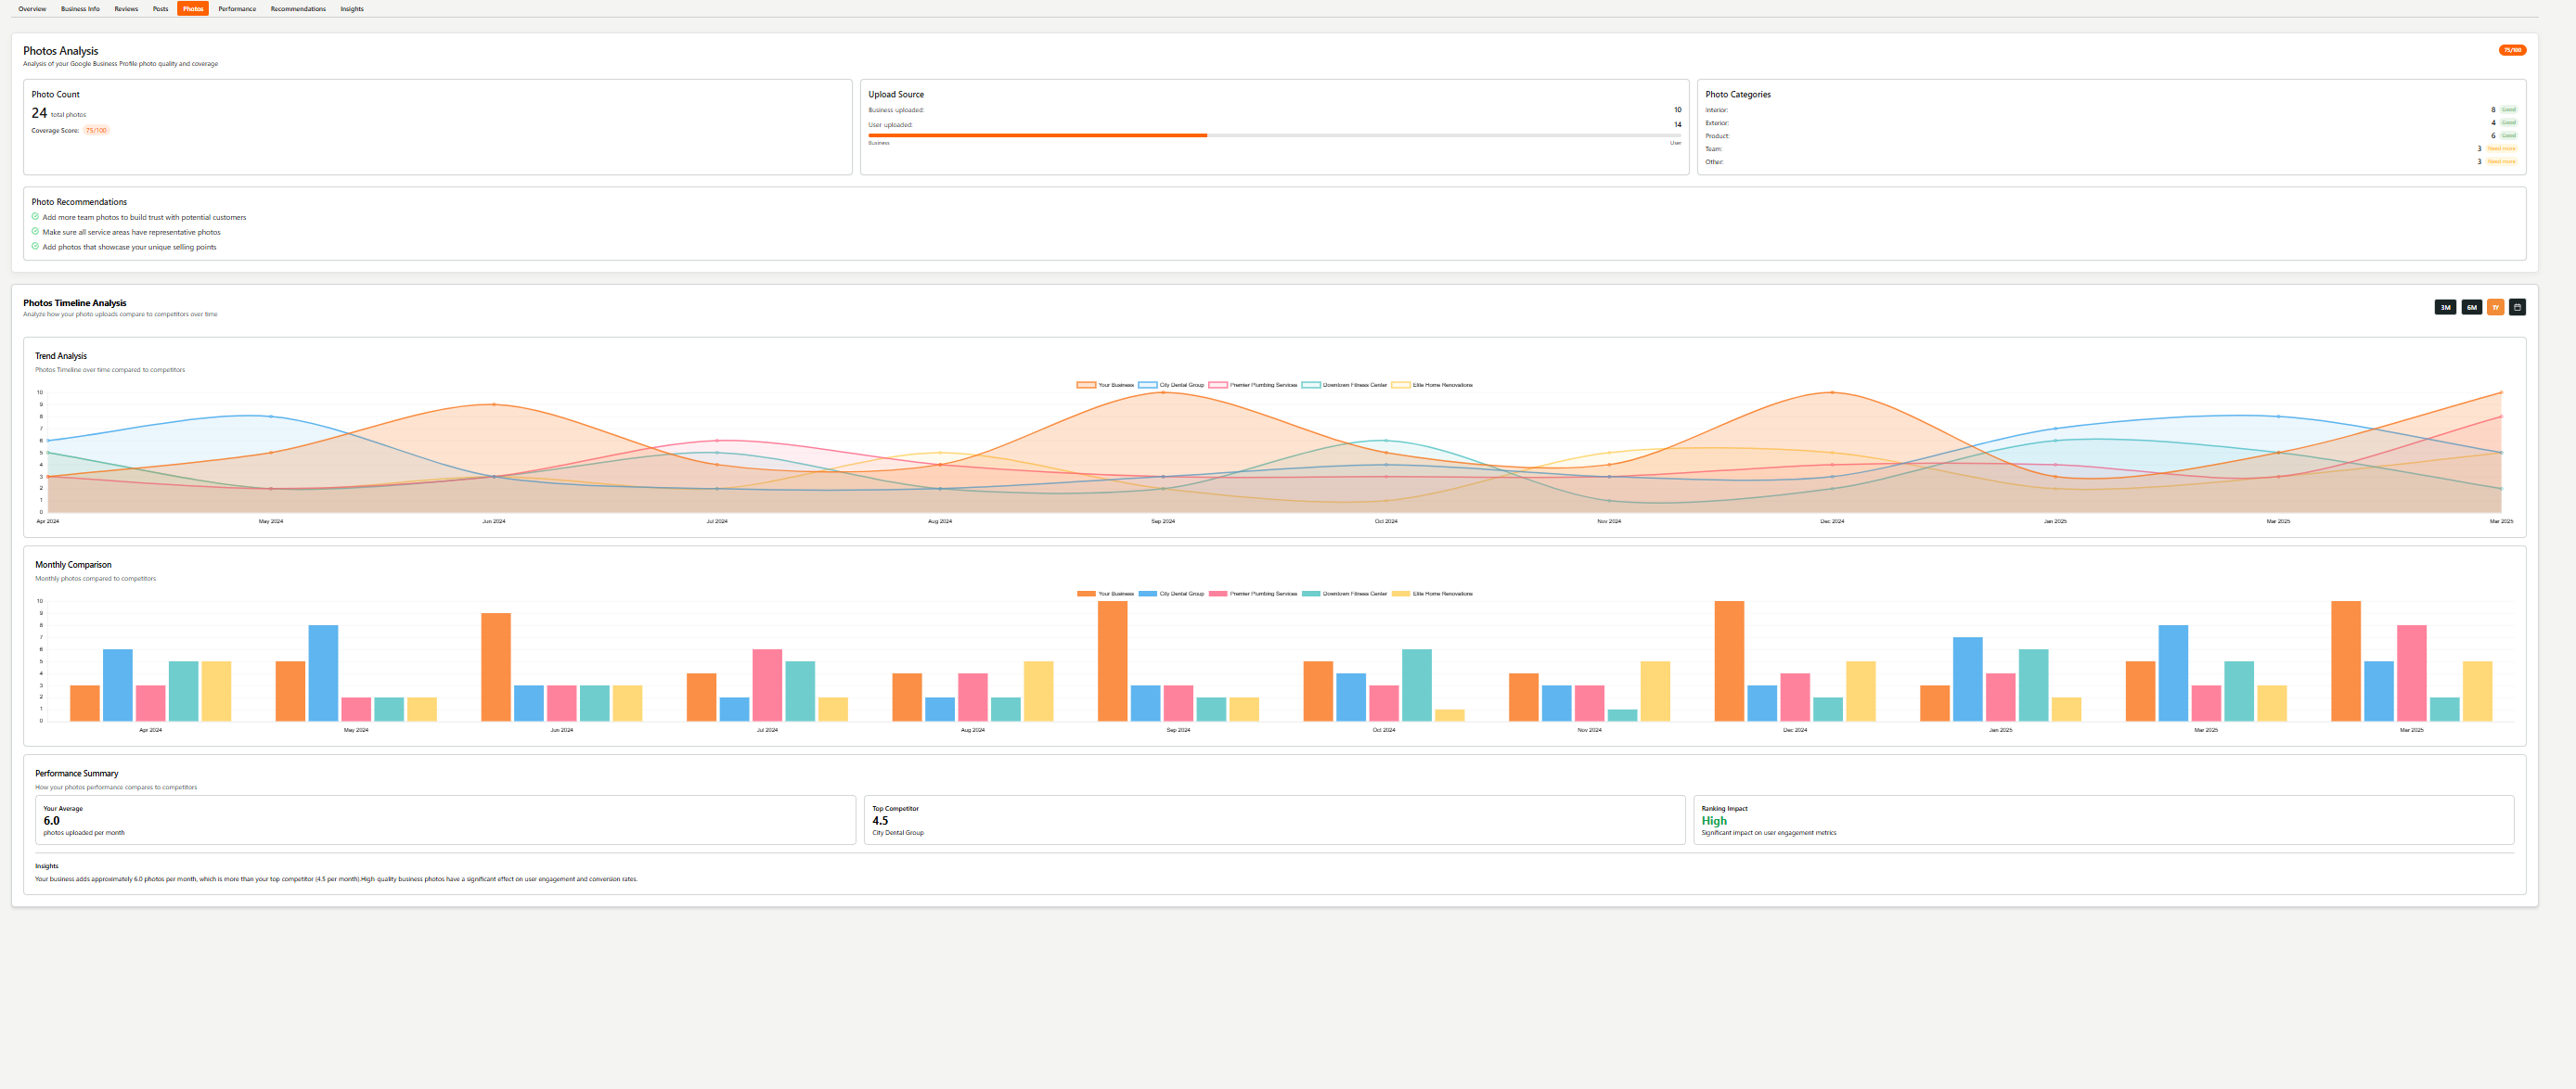 Overview Business Info Reviews Posts Photos Performance Recommendations Insights
Photos Analysis
75/100
Analysis of your Google Business Profile photo quality and coverage
Photo Count
24 total photos
Coverage Score: 75/100
Upload Source
Business uploaded: 10
User uploaded: 14
Business User
Photo Categories
Interior: 8 Good
Exterior: 4 Good
Product: 6 Good
Team: 3 Need more
Other: 3 Need more
Photo Recommendations
Add more team photos to build trust with potential customers
Make sure all service areas have representative photos
Add photos that showcase your unique selling points
Photos Timeline Analysis
Analyze how your photo uploads compare to competitors over time
3M 6M 1Y
Trend Analysis
Photos Timeline over time compared to competitors
Your Business City Dental Group Premier Plumbing Services Downtown Fitness Center Elite Home Renovations
10
9
8
7
6
5
4
3
2
1
0
Apr 2024 May 2024 Jun 2024 Jul 2024 Aug 2024 Sep 2024 Oct 2024 Nov 2024 Dec 2024 Jan 2025 Mar 2025 Mar 2025
Monthly Comparison
Monthly photos compared to competitors
Your Business City Dental Group Premier Plumbing Services Downtown Fitness Center Elite Home Renovations
10
9
8
7
6
5
4
3
2
1
0
Apr 2024 May 2024 Jun 2024 Jul 2024 Aug 2024 Sep 2024 Oct 2024 Nov 2024 Dec 2024 Jan 2025 Mar 2025 Mar 2025
Performance Summary
How your photos performance compares to competitors
Your Average
6.0
photos uploaded per month
Top Competitor
4.5
City Dental Group
Ranking Impact
High
Significant impact on user engagement metrics
Insights
Your business adds approximately 6.0 photos per month, which is more than your top competitor (4.5 per month).High-quality business photos have a significant effect on user engagement and conversion rates.